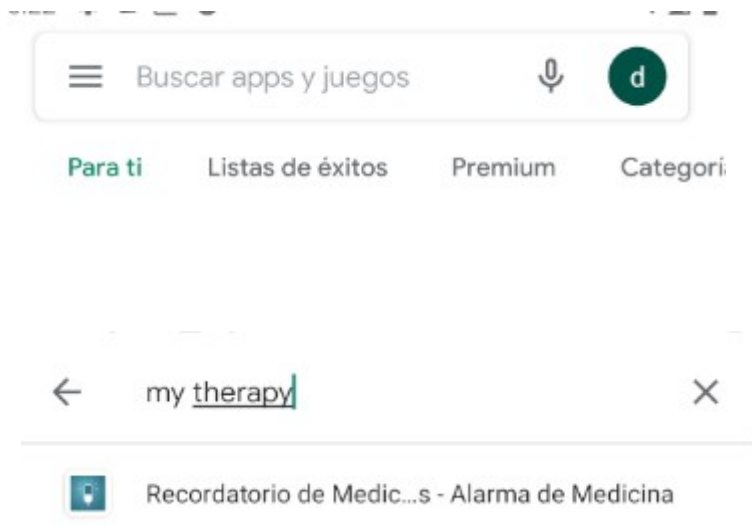 Buscar apps y juegos
d
Para ti Listas de éxitos Premium
my therapy
Recordatorio de Medic...s - Alarma de Medicina